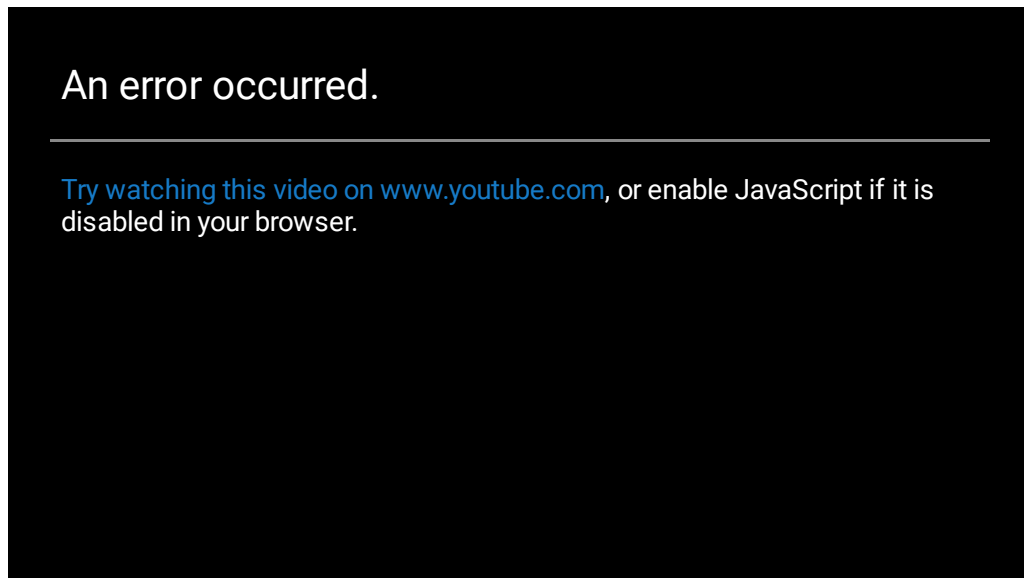 An error occurred.
Try watching this video on www.youtube.com, or enable JavaScript if it is
disabled in your browser.